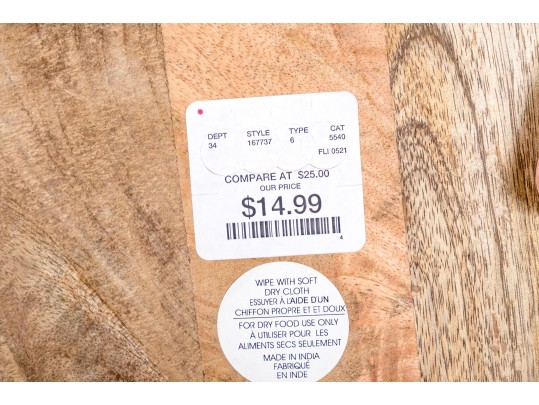 DEPT STYLE TYPE CAT
34 167737 6 5540
FLI 0521
COMPARE AT $25.00
OUR PRICE
$14.99
4
WIPE WITH SOFT
DRY CLOTH
ESSUYER À L'AIDE D'UN
CHIFFON PROPRE ET ET DOUX
FOR DRY FOOD USE ONLY
À UTILISER POUR LES
ALIMENTS SECS SEULEMENT
MADE IN INDIA
FABRIQUÉ
EN INDE